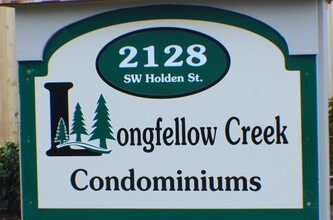 2128
SW Holden St.
Longfellow Creek
Condominiums